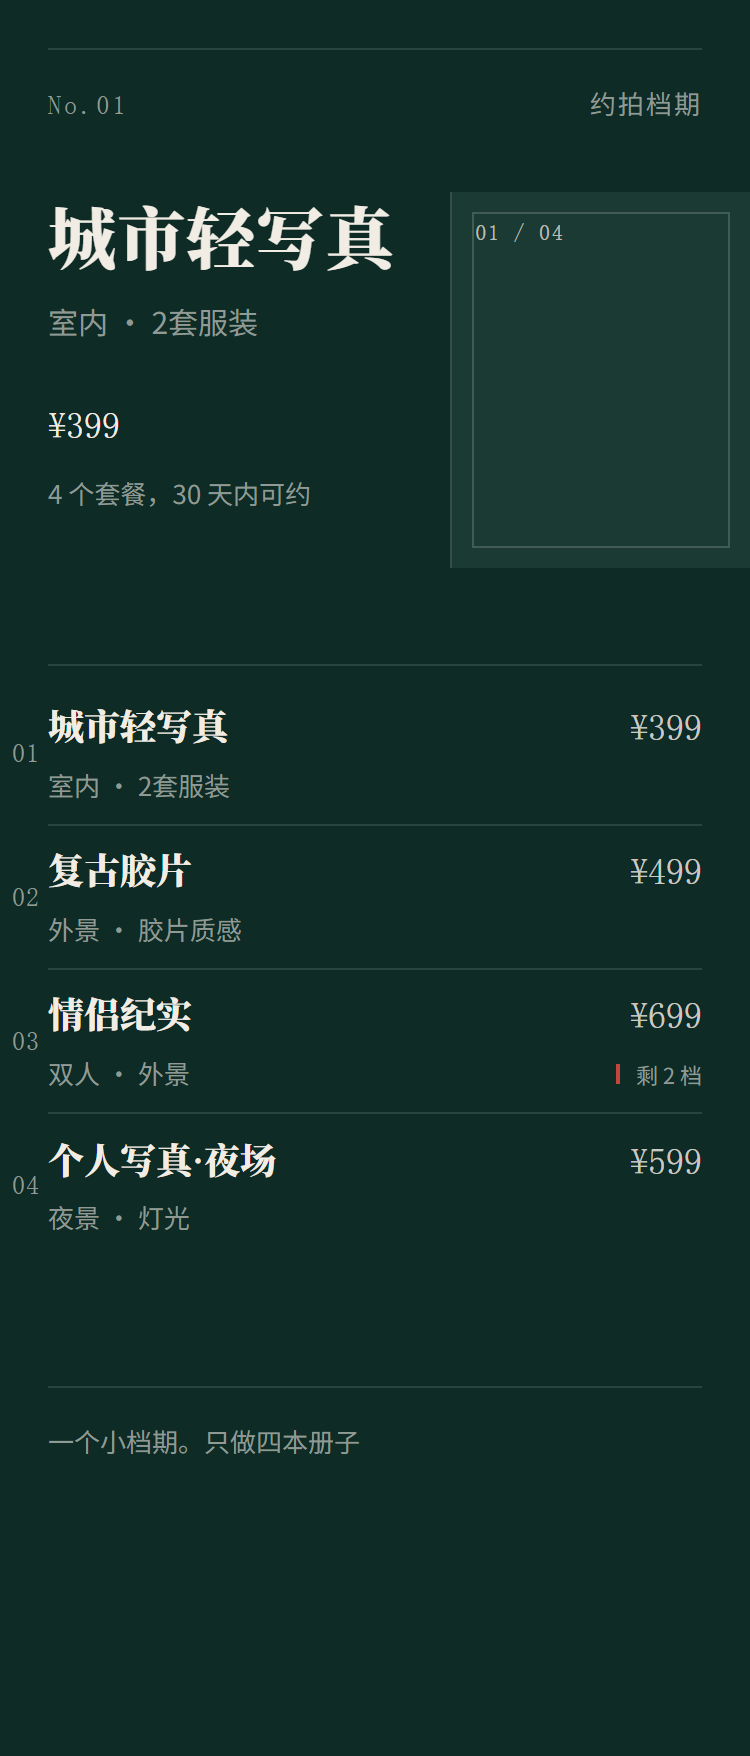 No.01
约拍档期
城市轻写真
室内 · 2套服装
¥399
4 个套餐，30 天内可约
01 / 04
01
城市轻写真
¥399
室内 · 2套服装
02
复古胶片
¥499
外景 · 胶片质感
03
情侣纪实
¥699
双人 · 外景
剩 2 档
04
个人写真·夜场
¥599
夜景 · 灯光
一个小档期。只做四本册子